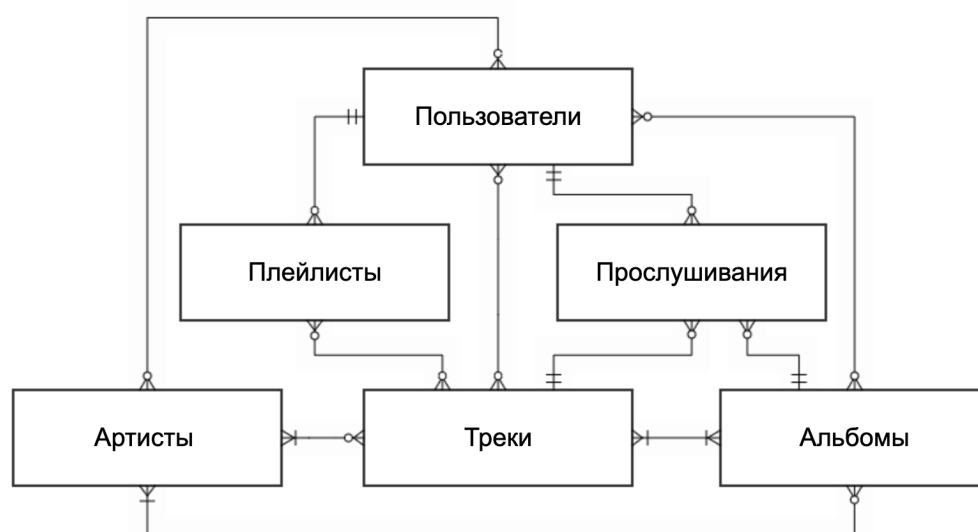 Пользователи
Плейлисты
Прослушивания
Артисты
Треки
Альбомы